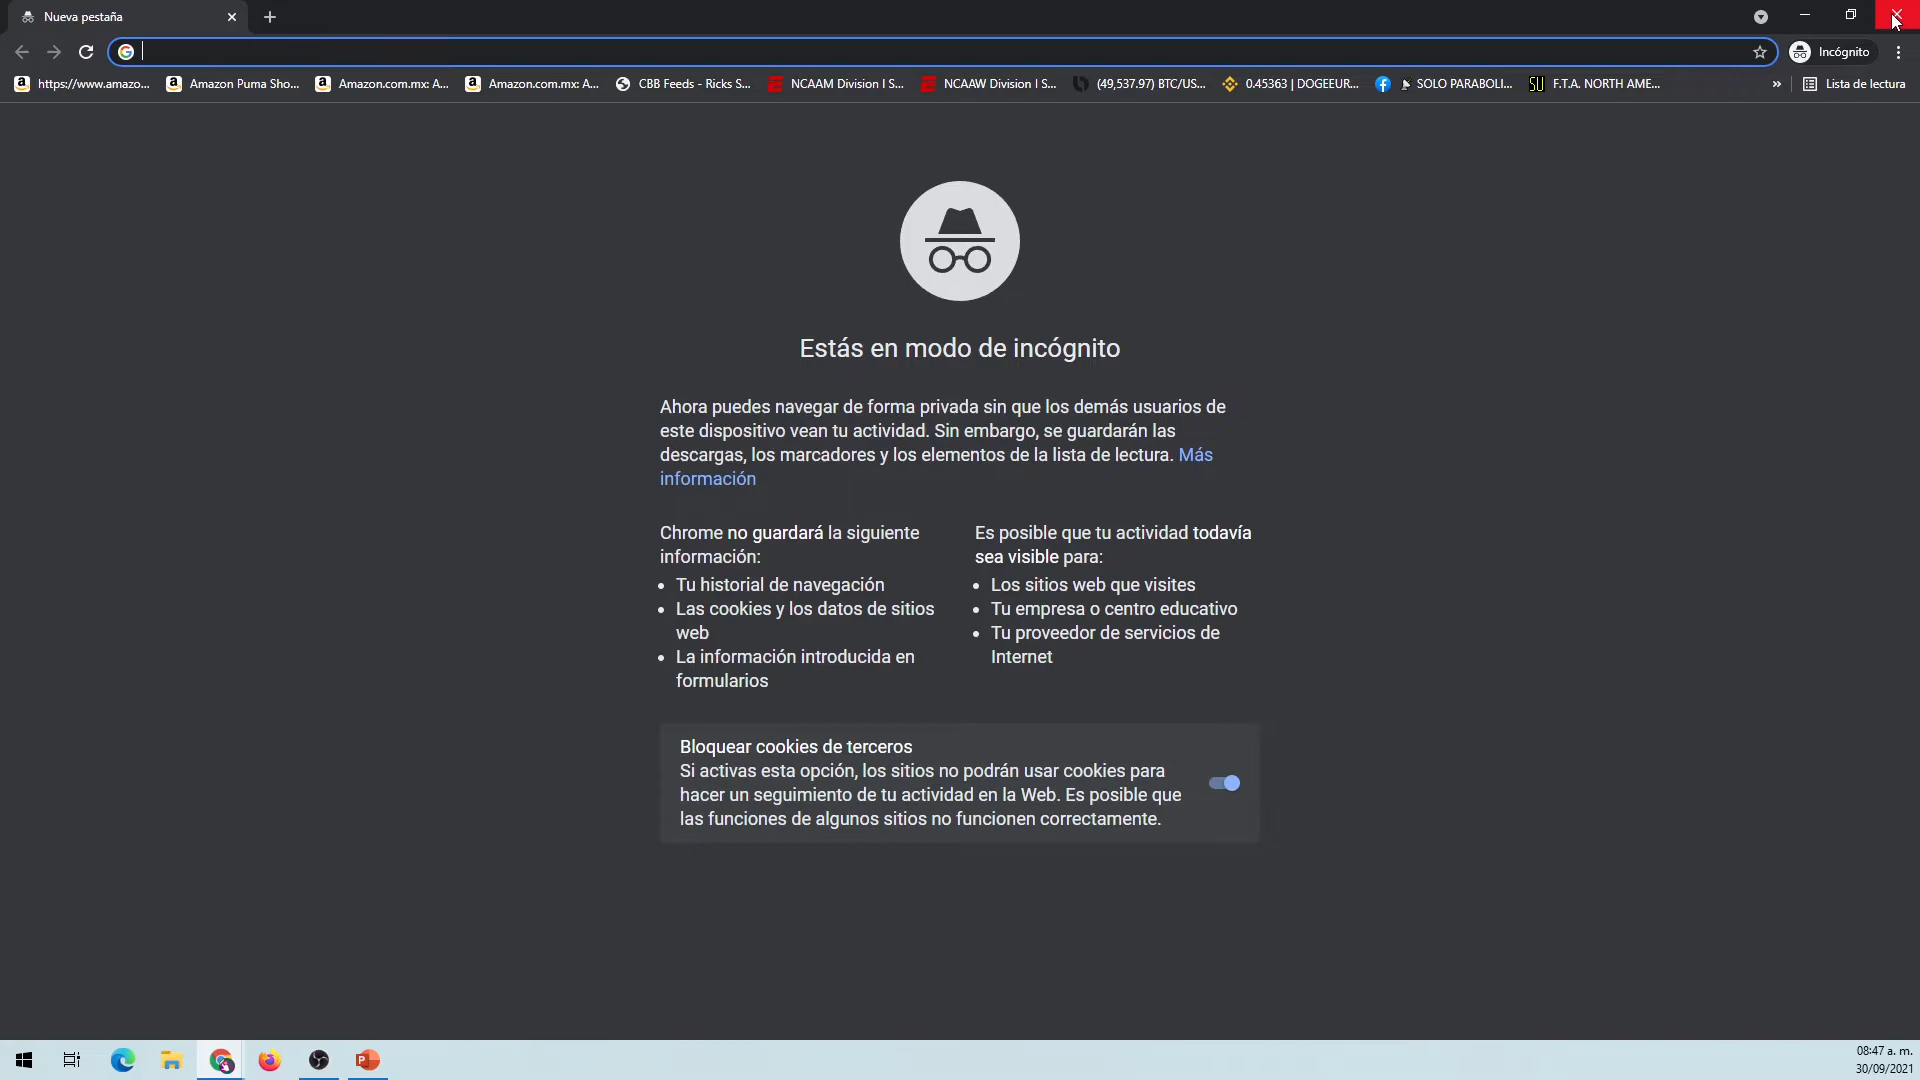 Nueva pestaña
Incógnito
https://www.amazo...
Amazon Puma Sho...
Amazon.com.mx: A...
Amazon.com.mx: A...
CBB Feeds - Ricks S...
NCAAM Division I S...
NCAAW Division I S...
(49,537.97) BTC/US...
0.45363 | DOGEEUR...
SOLO PARABOLI...
SU
F.T.A. NORTH AME...
»
Lista de lectura
Estás en modo de incógnito
Ahora puedes navegar de forma privada sin que los demás usuarios de
este dispositivo vean tu actividad. Sin embargo, se guardarán las
descargas, los marcadores y los elementos de la lista de lectura. Más
información
Chrome no guardará la siguiente
información:
• Tu historial de navegación
• Las cookies y los datos de sitios
web
• La información introducida en
formularios
Es posible que tu actividad todavía
sea visible para:
• Los sitios web que visites
• Tu empresa o centro educativo
• Tu proveedor de servicios de
Internet
Bloquear cookies de terceros
Si activas esta opción, los sitios no podrán usar cookies para
hacer un seguimiento de tu actividad en la Web. Es posible que
las funciones de algunos sitios no funcionen correctamente.
08:47 a. m.
30/09/2021